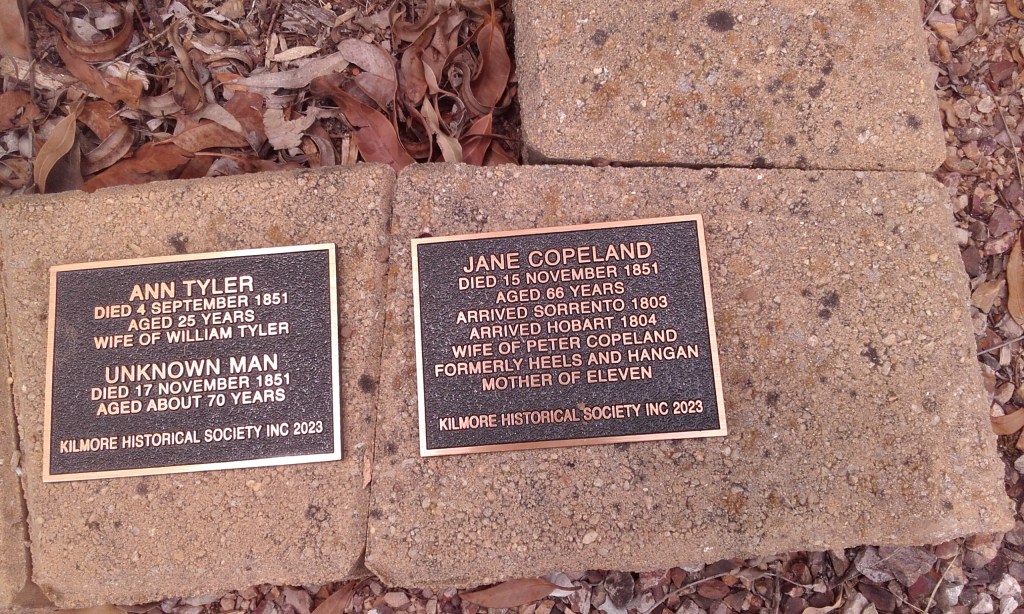 ANN TYLER
DIED 4 SEPTEMBER 1851
AGED 25 YEARS
WIFE OF WILLIAM TYLER
UNKNOWN MAN
DIED 17 NOVEMBER 1851
AGED ABOUT 70 YEARS
KILMORE HISTORICAL SOCIETY INC 2023
JANE COPELAND
DIED 15 NOVEMBER 1851
AGED 66 YEARS
ARRIVED SORRENTO 1803
ARRIVED HOBART 1804
WIFE OF PETER COPELAND
FORMERLY HEELS AND HANGAN
MOTHER OF ELEVEN
KILMORE HISTORICAL SOCIETY INC 2023